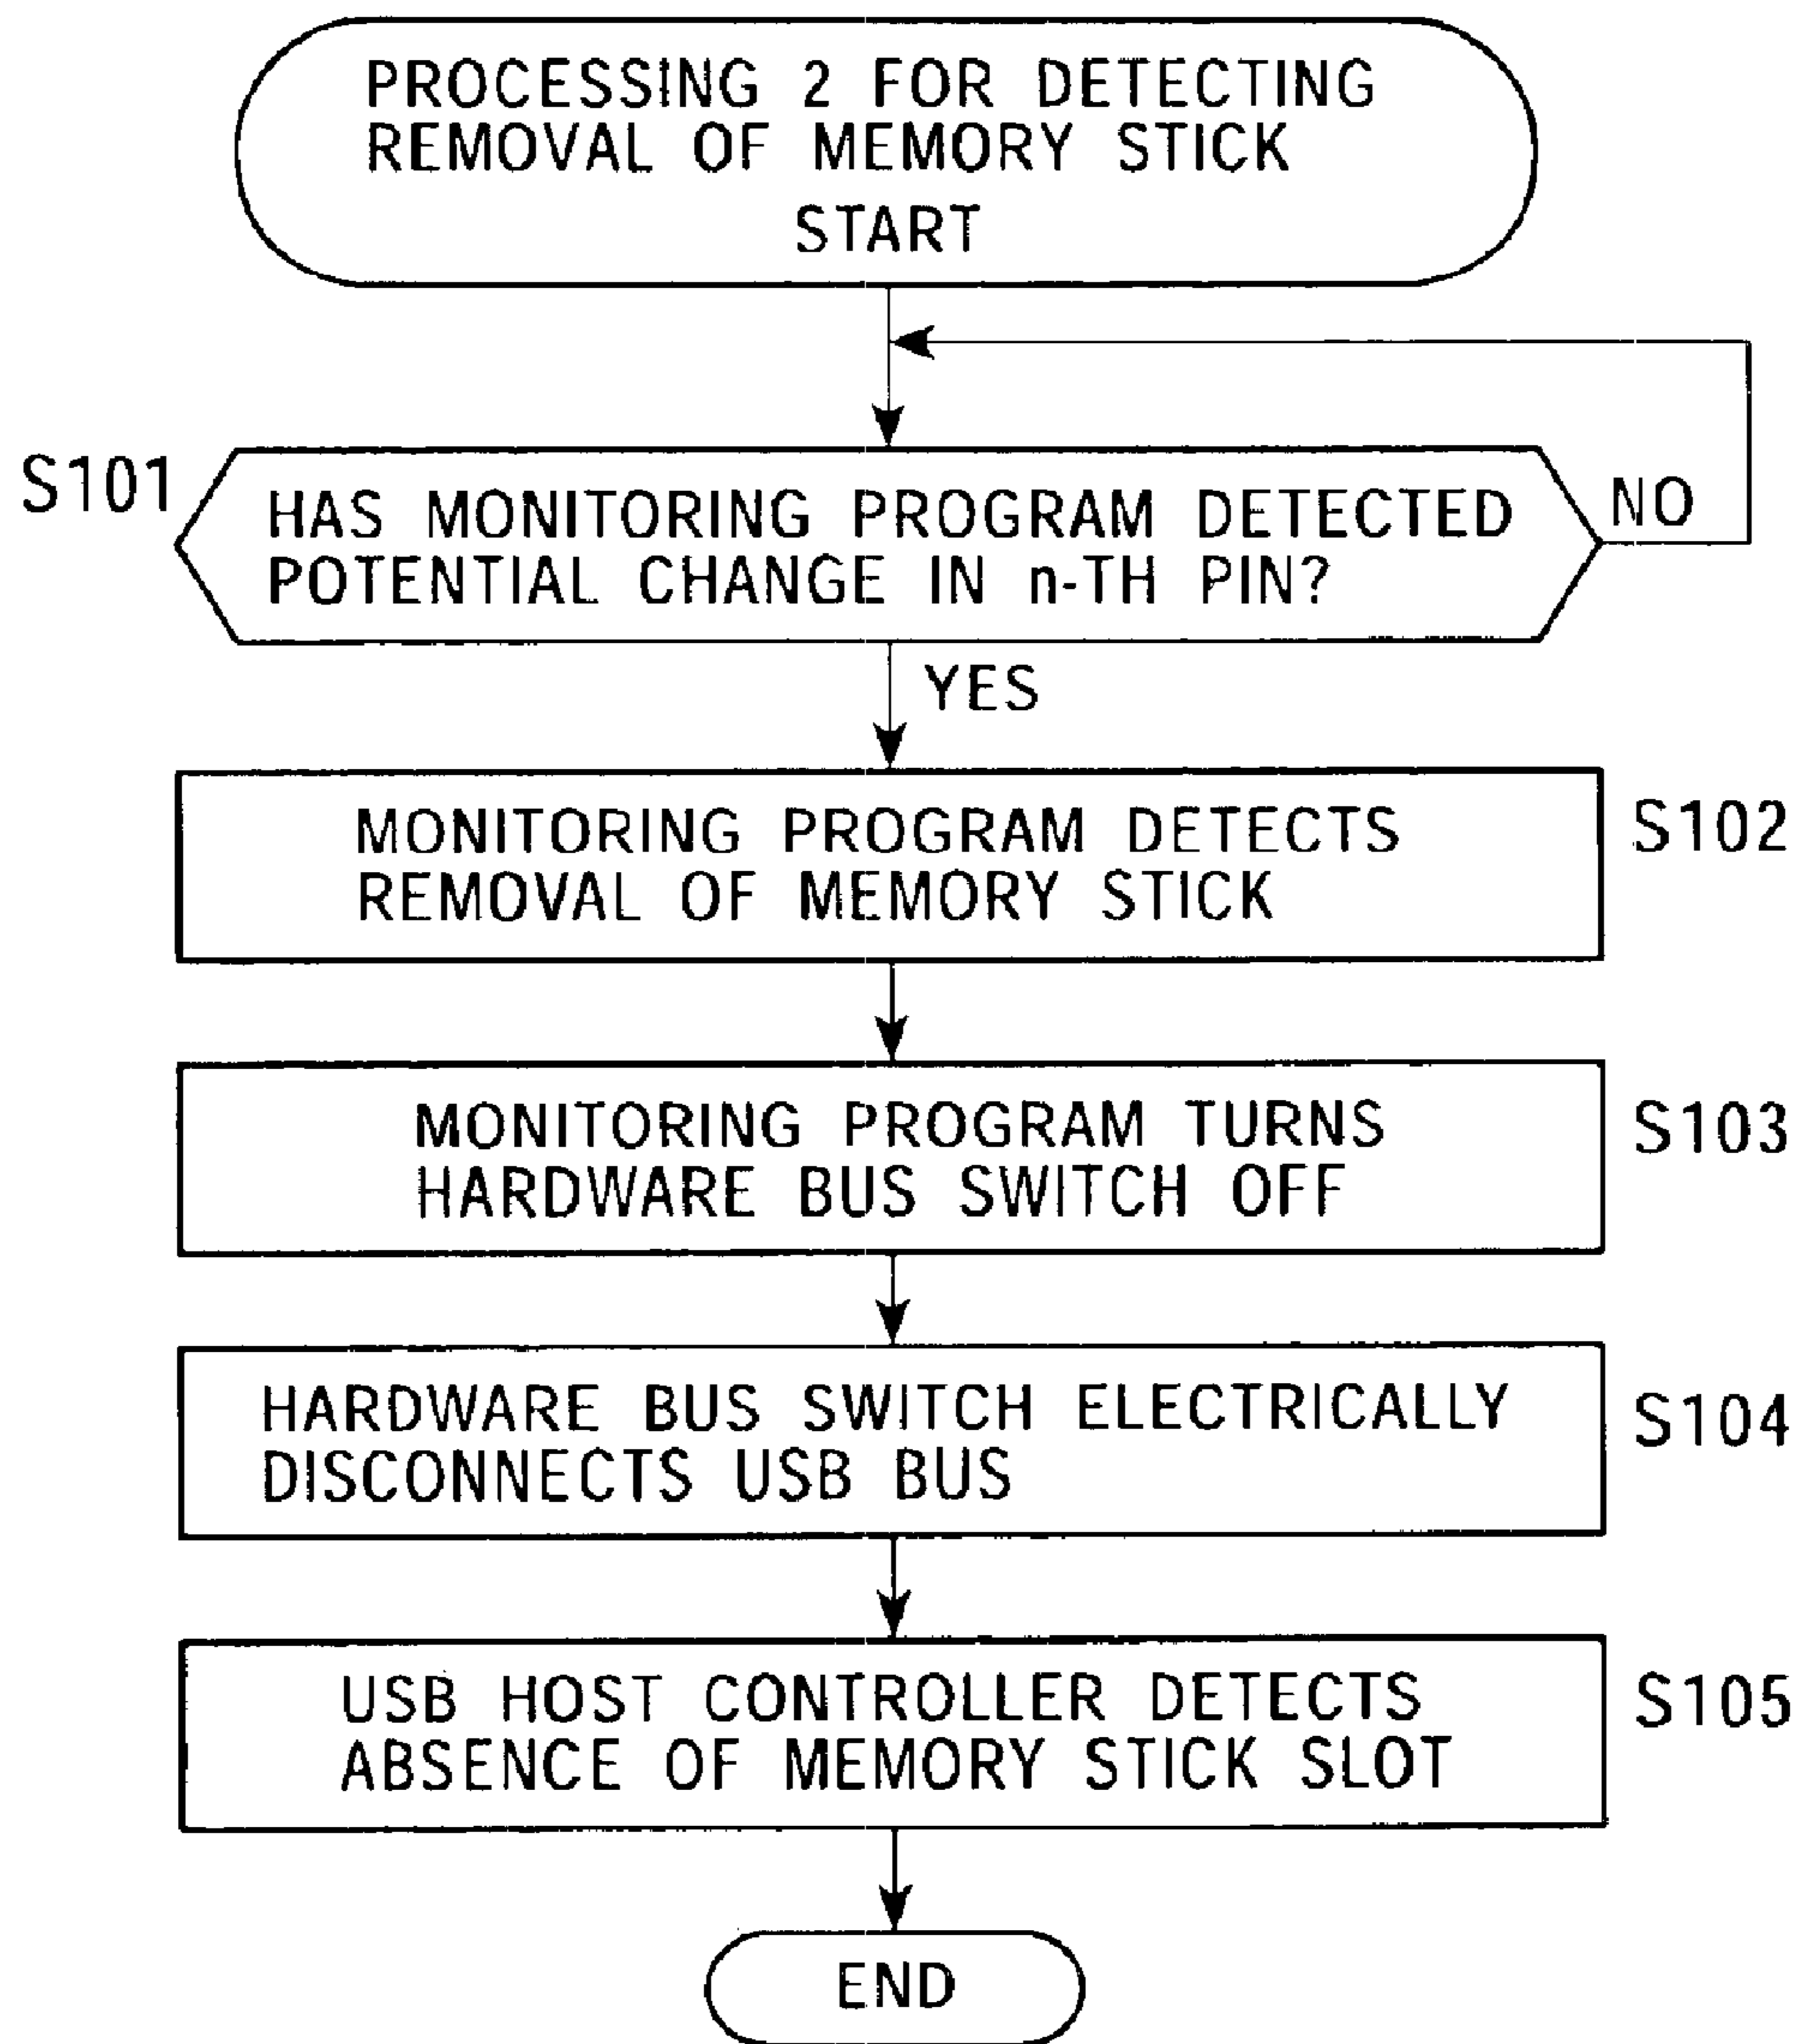 PROCESSING 2 FOR DETECTING
REMOVAL OF MEMORY STICK
START
S101
HAS MONITORING PROGRAM DETECTED
POTENTIAL CHANGE IN n-TH PIN?
NO
YES
MONITORING PROGRAM DETECTS
REMOVAL OF MEMORY STICK
S102
MONITORING PROGRAM TURNS
HARDWARE BUS SWITCH OFF
S103
HARDWARE BUS SWITCH ELECTRICALLY
DISCONNECTS USB BUS
S104
USB HOST CONTROLLER DETECTS
ABSENCE OF MEMORY STICK SLOT
S105
END